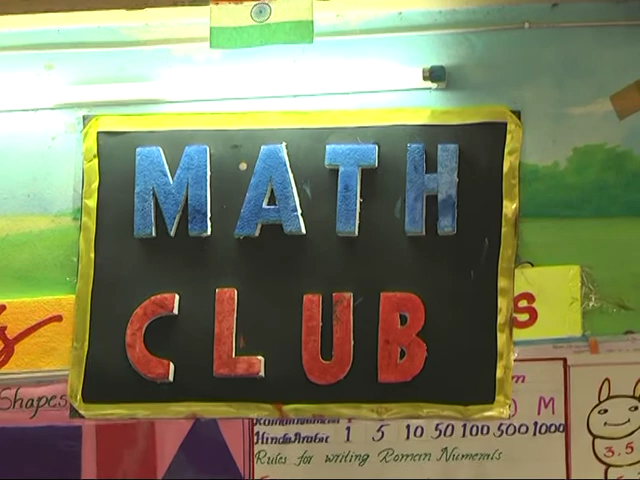 MATH
CLUB
s
Shapes
M
Hindu Arabic 1 5 10 50 100 500 1000
Rules for writing Roman Numerals
3.5